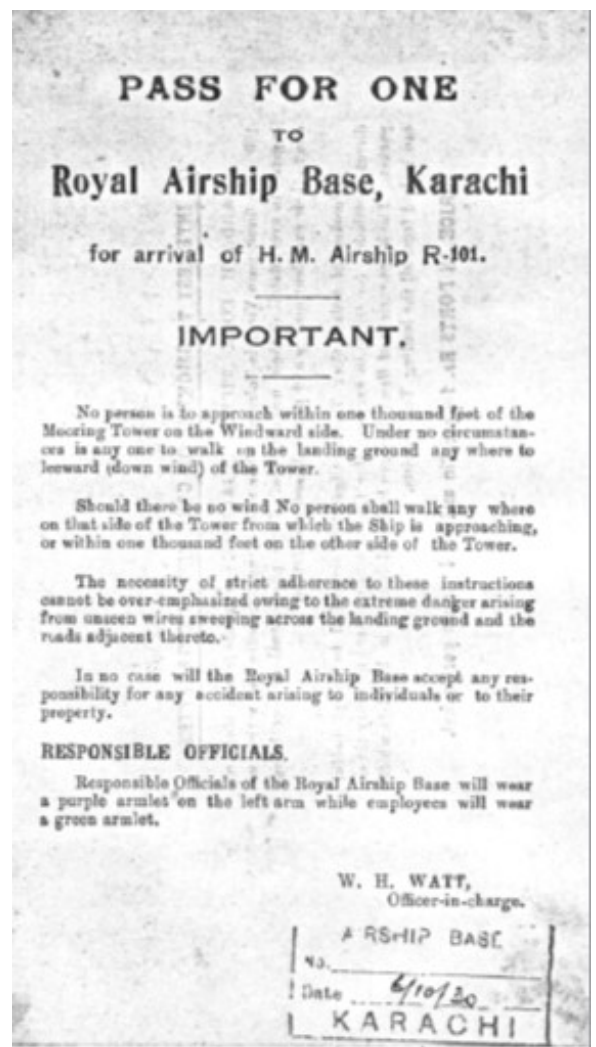 PASS FOR ONE
TO
Royal Airship Base, Karachi
for arrival of H. M. Airship R-101.
IMPORTANT.
No person is to approach within one thousand feet of the
Mooring Tower on the Windward side. Under no circumstan-
ces is any one to walk on the landing ground any where to
leeward (down wind) of the Tower.
Should there be no wind No person shall walk any where
on that side of the Tower from which the Ship is approaching,
or within one thousand feet on the other side of the Tower.
The necessity of strict adherence to these instructions
cannot be over-emphasized owing to the extreme danger arising
from unseen wires sweeping across the landing ground and the
roads adjacent thereto.
In no case will the Royal Airship Base accept any res-
ponsibility for any accident arising to individuals or to their
property.
RESPONSIBLE OFFICIALS.
Responsible Officials of the Royal Airship Base will wear
a purple armlet on the left arm while employees will wear
a green armlet.
W. H. WATT,
Officer-in-charge.
A RSHIP BASE
No.
Date 6/10/30
KARACHI